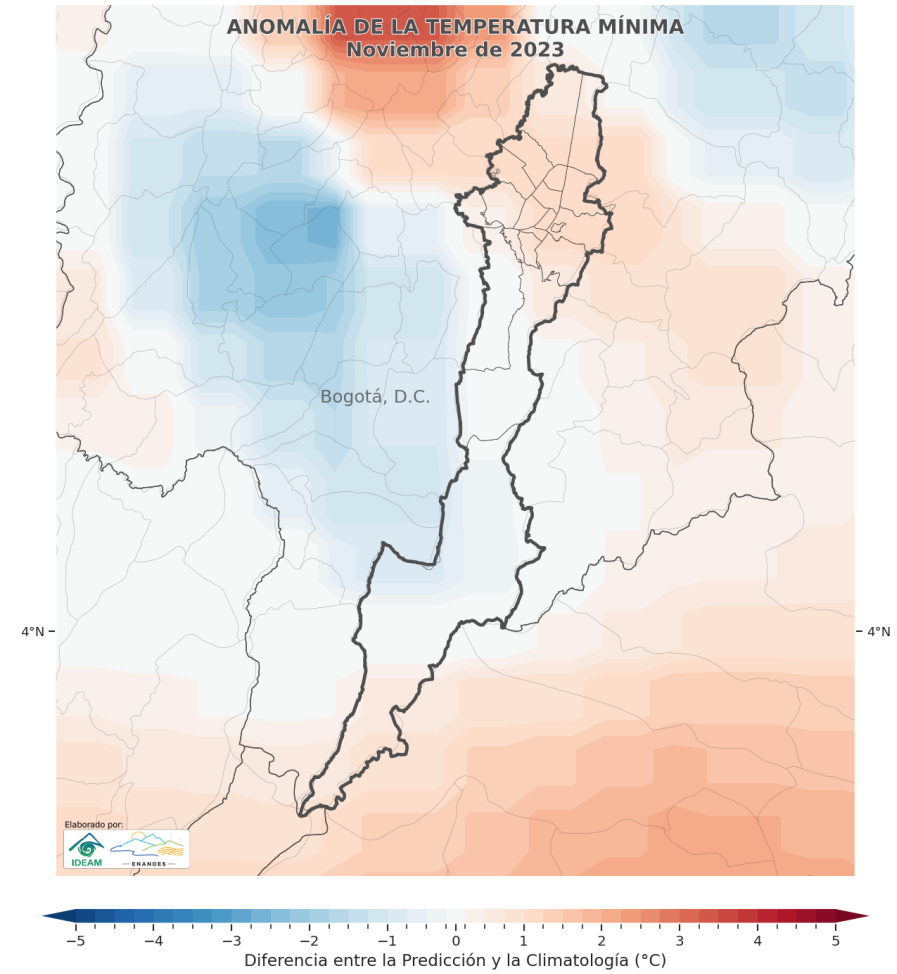 ANOMALÍA DE LA TEMPERATURA MÍNIMA
Noviembre de 2023
Bogotá, D.C.
4°N
4°N
Elaborado por:
IDEAM
ENANDES
−5 −4 −3 −2 −1 0 1 2 3 4 5
Diferencia entre la Predicción y la Climatología (°C)